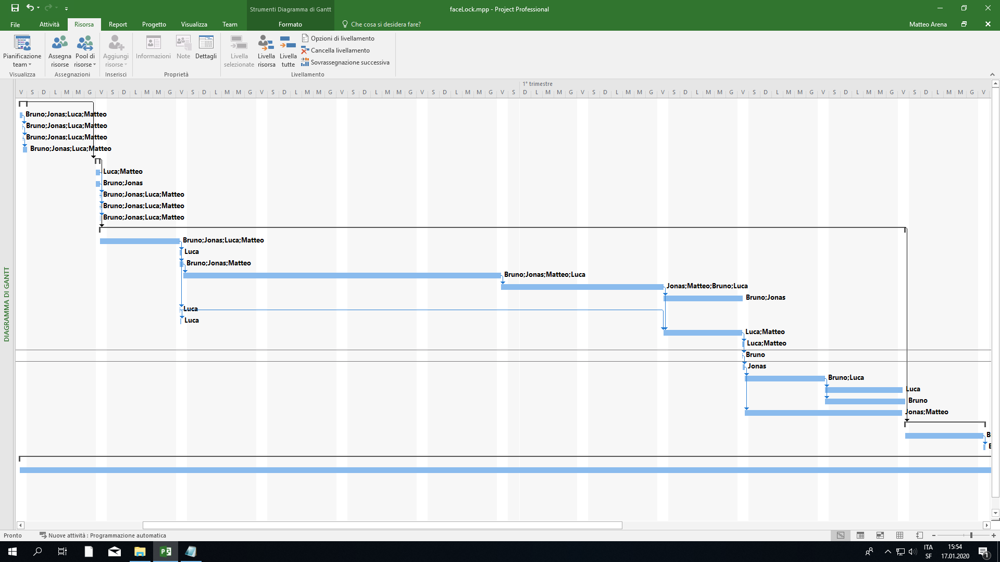 Strumenti Diagramma di Gantt
faceLock.mpp - Project Professional
File Attività Risorsa Report Progetto Visualizza Team Formato Che cosa si desidera fare? Matteo Arena
Pianificazione team
Assegna risorse
Pool di risorse
Aggiungi risorse
Informazioni
Note
Dettagli
Livella selezionate
Livella risorsa
Livella tutte
Opzioni di livellamento
Cancella livellamento
Sovrassegnazione successiva
Visualizza Assegnazioni Inserisci Proprietà Livellamento
1° trimestre
V S D L M M G V S D L M M G V S D L M M G V S D L M M G V S D L M M G V S D L M M G V S D L M M G V S D L M M G V S D L M M G V S D L M M G V S D L M M G V S D L M M G V
DIAGRAMMA DI GANTT
Bruno;Jonas;Luca;Matteo
Bruno;Jonas;Luca;Matteo
Bruno;Jonas;Luca;Matteo
Bruno;Jonas;Luca;Matteo
Luca;Matteo
Bruno;Jonas
Bruno;Jonas;Luca;Matteo
Bruno;Jonas;Luca;Matteo
Bruno;Jonas;Luca;Matteo
Bruno;Jonas;Luca;Matteo
Luca
Bruno;Jonas;Matteo
Bruno;Jonas;Matteo;Luca
Jonas;Matteo;Bruno;Luca
Bruno;Jonas
Luca
Luca
Luca;Matteo
Luca;Matteo
Bruno
Jonas
Bruno;Luca
Luca
Bruno
Jonas;Matteo
Pronto Nuove attività : Programmazione automatica
ITA
SF
15:54
17.01.2020
1